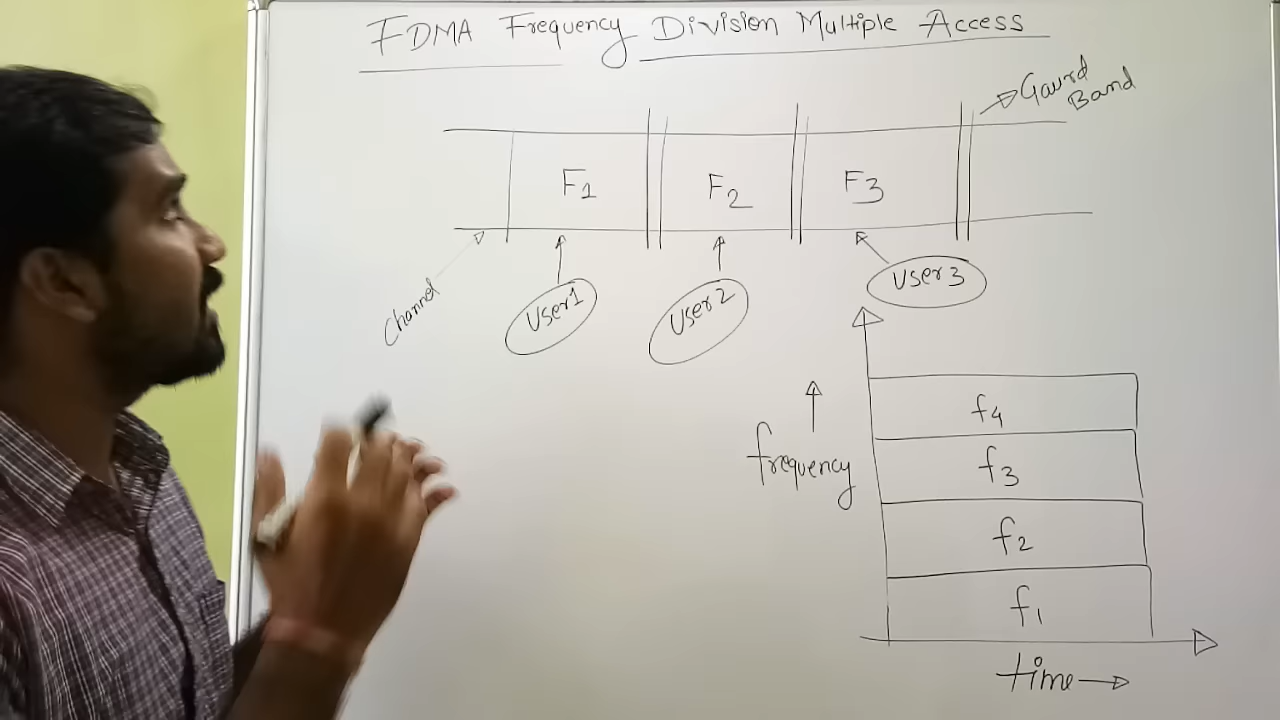 FDMA Frequency Division Multiple Access
Gaurd
Band
F1 F2 F3
Channel
User1 User2 User3
frequency
f4
f3
f2
f1
time